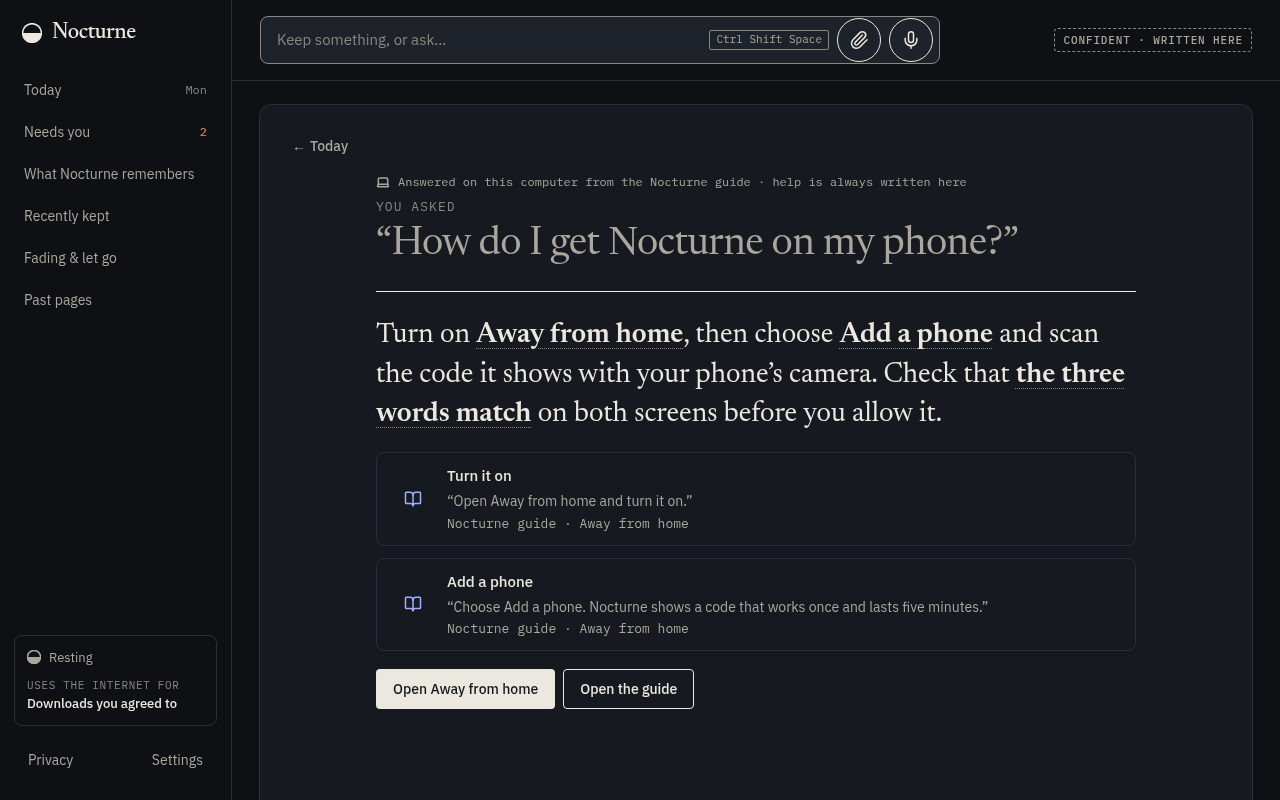 Nocturne
Today Mon
Needs you 2
What Nocturne remembers
Recently kept
Fading & let go
Past pages
Resting
USES THE INTERNET FOR
Downloads you agreed to
Privacy Settings
Keep something, or ask… Ctrl Shift Space
CONFIDENT · WRITTEN HERE
← Today
Answered on this computer from the Nocturne guide · help is always written here
YOU ASKED
“How do I get Nocturne on my phone?”
Turn on Away from home, then choose Add a phone and scan
the code it shows with your phone’s camera. Check that the three
words match on both screens before you allow it.
Turn it on
“Open Away from home and turn it on.”
Nocturne guide · Away from home
Add a phone
“Choose Add a phone. Nocturne shows a code that works once and lasts five minutes.”
Nocturne guide · Away from home
Open Away from home
Open the guide